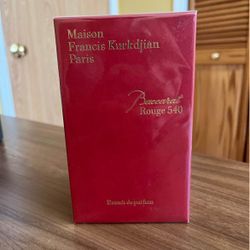 Maison
Francis Kurkdjian
Paris
Baccarat
Rouge 540
Extrait de parfum